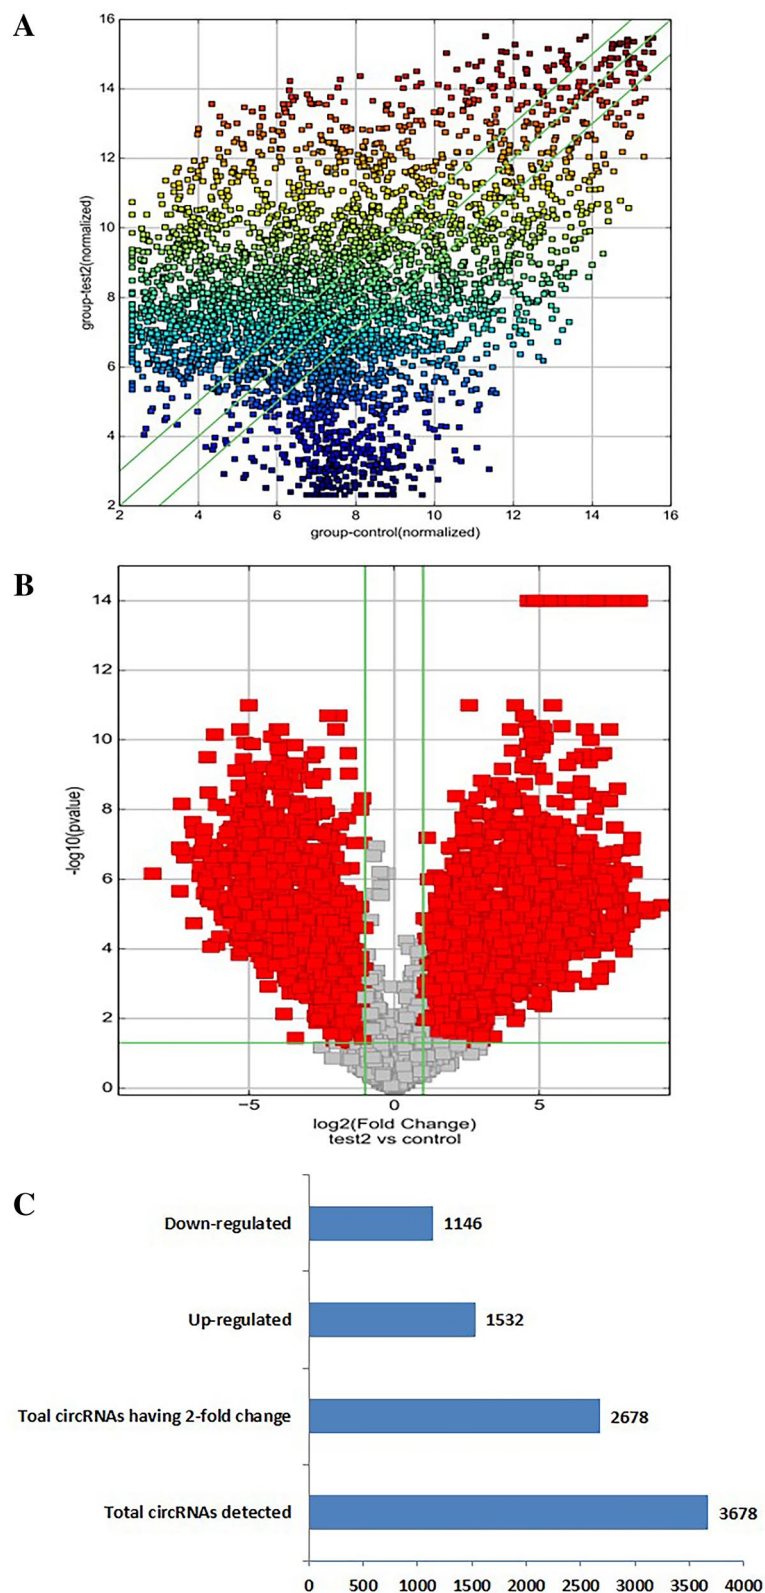 A
16
14
12
10
8
6
4
2
group-test2(normalized)
2 4 6 8 10 12 14 16
group-control(normalized)
B
14
12
10
8
6
4
2
0
-log10(pvalue)
−5 0 5
log2(Fold Change)
test2 vs control
C
Down-regulated 1146
Up-regulated 1532
Toal circRNAs having 2-fold change 2678
Total circRNAs detected 3678
0 500 1000 1500 2000 2500 3000 3500 4000